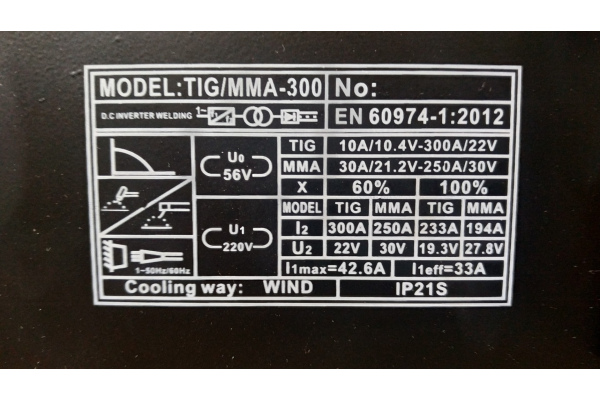 MODEL:TIG/MMA-300 No:
D.C INVERTER WELDING 1~ EN 60974-1:2012
U₀ 56V
TIG 10A/10.4V-300A/22V
MMA 30A/21.2V-250A/30V
X 60% 100%
U₁ 220V
MODEL TIG MMA TIG MMA
I₂ 300A 250A 233A 194A
U₂ 22V 30V 19.3V 27.8V
1~50Hz/60Hz
I₁max=42.6A I₁eff=33A
Cooling way: WIND IP21S